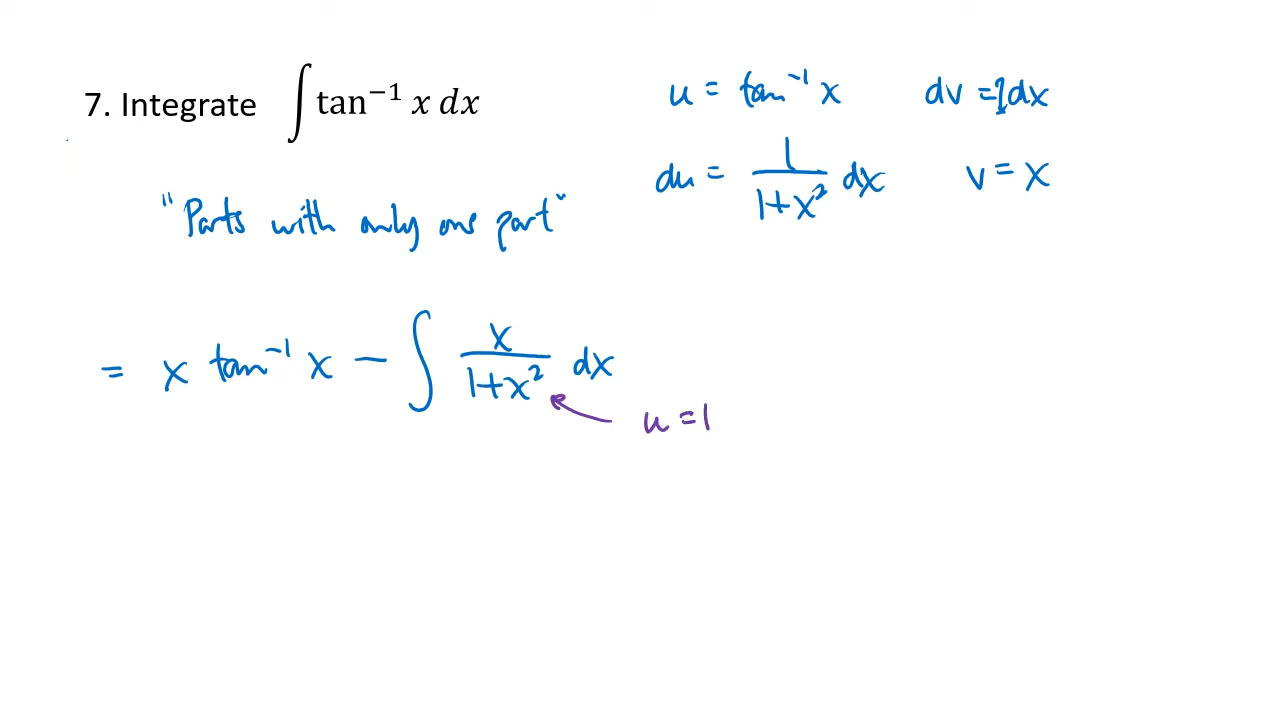 7. Integrate ∫ tan⁻¹ x dx
u = tan⁻¹ x    dv = 1dx
du = 1/(1+x²) dx    v = x
"Parts with only one part"
= x tan⁻¹ x − ∫ x/(1+x²) dx
u = 1